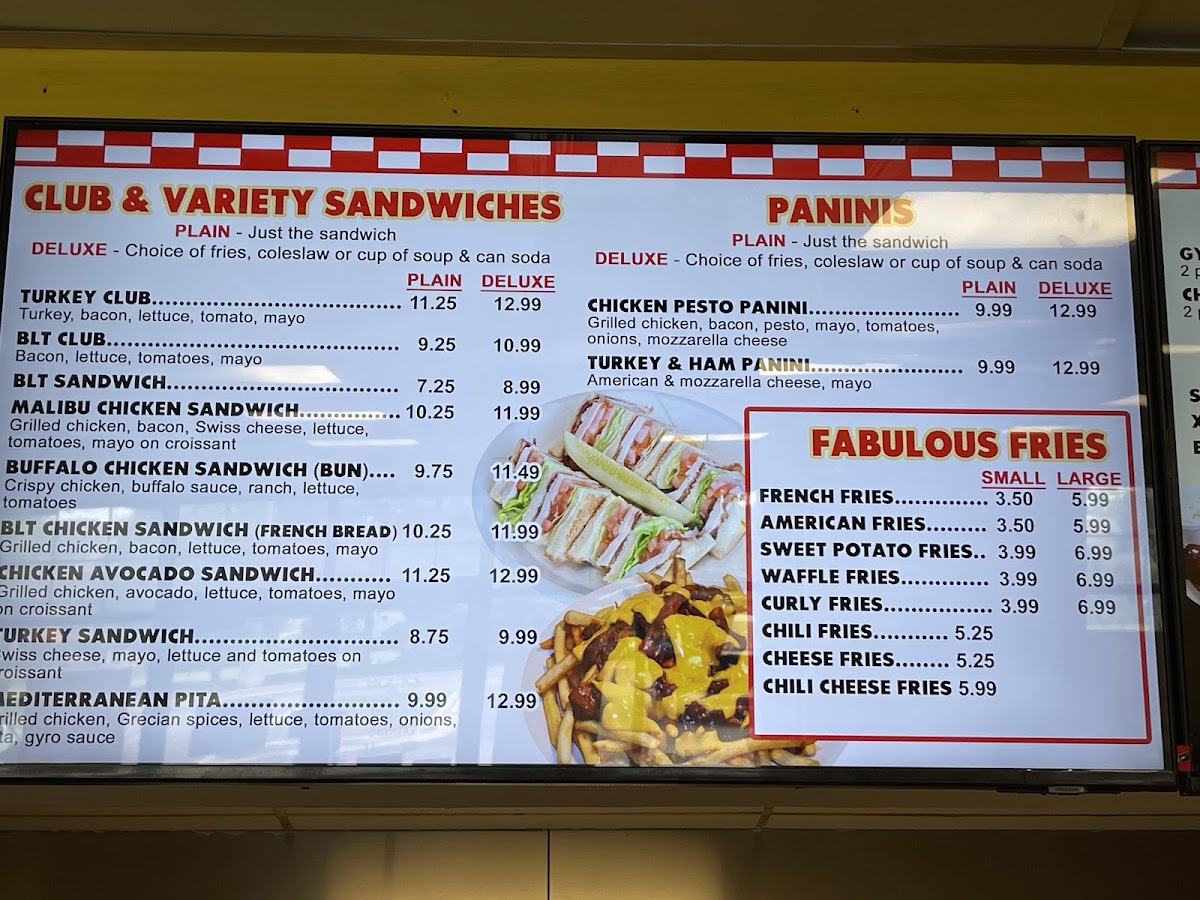 CLUB & VARIETY SANDWICHES
PLAIN - Just the sandwich
DELUXE - Choice of fries, coleslaw or cup of soup & can soda
PLAIN DELUXE
TURKEY CLUB................................ 11.25 12.99
Turkey, bacon, lettuce, tomato, mayo
BLT CLUB...................................... 9.25 10.99
Bacon, lettuce, tomatoes, mayo
BLT SANDWICH.............................. 7.25 8.99
MALIBU CHICKEN SANDWICH............. 10.25 11.99
Grilled chicken, bacon, Swiss cheese, lettuce,
tomatoes, mayo on croissant
BUFFALO CHICKEN SANDWICH (BUN).... 9.75 11.49
Crispy chicken, buffalo sauce, ranch, lettuce,
tomatoes
BLT CHICKEN SANDWICH (FRENCH BREAD) 10.25 11.99
Grilled chicken, bacon, lettuce, tomatoes, mayo
CHICKEN AVOCADO SANDWICH.......... 11.25 12.99
Grilled chicken, avocado, lettuce, tomatoes, mayo
on croissant
TURKEY SANDWICH.......................... 8.75 9.99
Swiss cheese, mayo, lettuce and tomatoes on
roissant
MEDITERRANEAN PITA....................... 9.99 12.99
rilled chicken, Grecian spices, lettuce, tomatoes, onions,
ta, gyro sauce
PANINIS
PLAIN - Just the sandwich
DELUXE - Choice of fries, coleslaw or cup of soup & can soda
PLAIN DELUXE
CHICKEN PESTO PANINI.................... 9.99 12.99
Grilled chicken, bacon, pesto, mayo, tomatoes,
onions, mozzarella cheese
TURKEY & HAM PANINI.................... 9.99 12.99
American & mozzarella cheese, mayo
FABULOUS FRIES
SMALL LARGE
FRENCH FRIES............. 3.50 5.99
AMERICAN FRIES......... 3.50 5.99
SWEET POTATO FRIES.. 3.99 6.99
WAFFLE FRIES............. 3.99 6.99
CURLY FRIES............... 3.99 6.99
CHILI FRIES........... 5.25
CHEESE FRIES........ 5.25
CHILI CHEESE FRIES 5.99
GY
2 p
CH
2 p
S
X